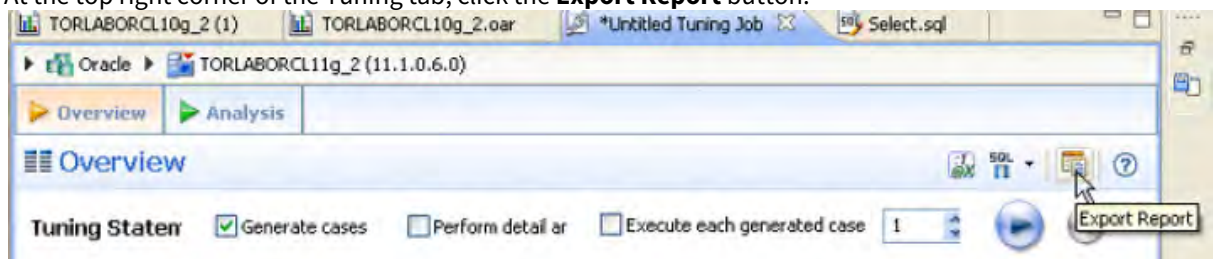 At the top right corner of the Tuning tab, click the Export Report button.
TORLABORCL10g_2 (1) TORLABORCL10g_2.oar *Untitled Tuning Job Select.sql
Oracle TORLABORCL11g_2 (11.1.0.6.0)
Overview Analysis
Overview SQL
Tuning Statem Generate cases Perform detail ar Execute each generated case 1
Export Report